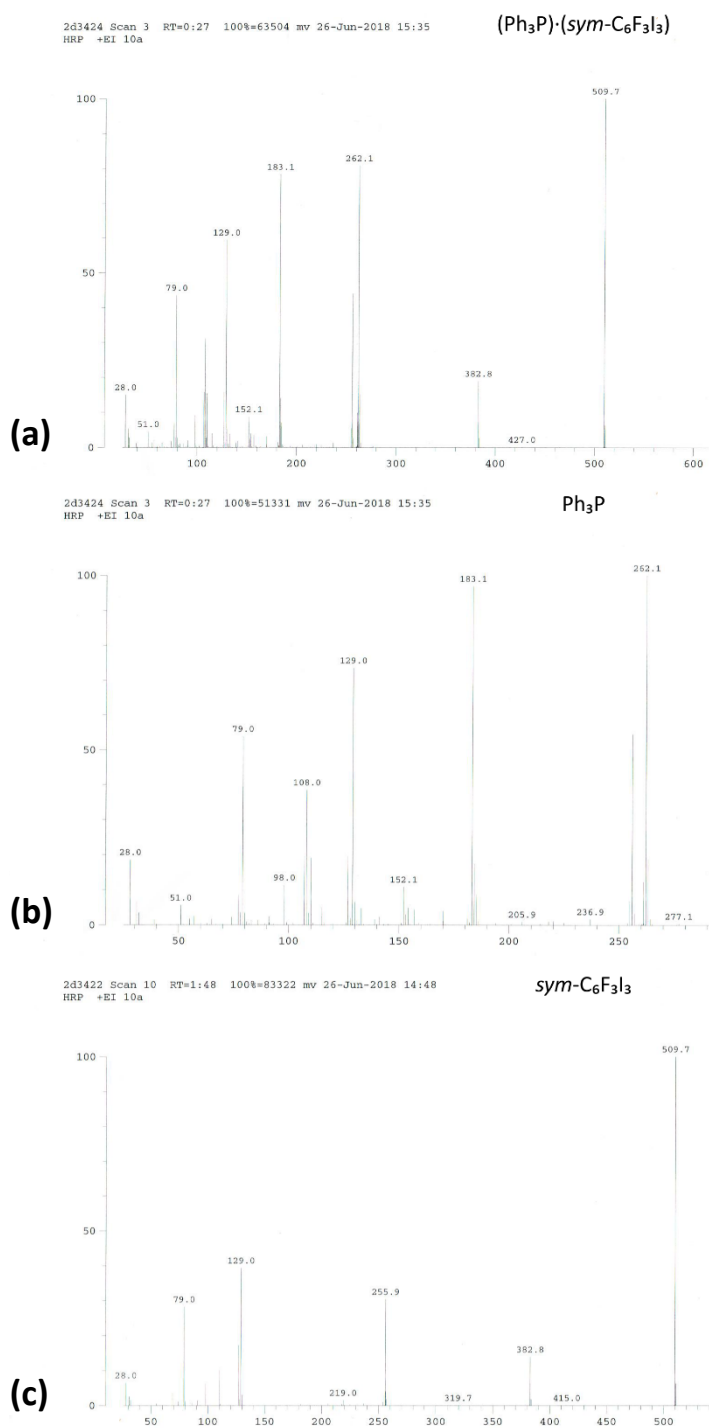 2d3424 Scan 3 RT=0:27 100%=63504 mv 26-Jun-2018 15:35
HRP +EI 10a
(Ph₃P)·(sym-C₆F₃I₃)
509.7
100
262.1
183.1
129.0
50
79.0
382.8
28.0
152.1
51.0
427.0
0
100 200 300 400 500 600
(a)
2d3424 Scan 3 RT=0:27 100%=51331 mv 26-Jun-2018 15:35
HRP +EI 10a
Ph₃P
262.1
100
183.1
129.0
79.0
50
108.0
28.0
98.0
152.1
51.0
205.9 236.9 277.1
0
50 100 150 200 250
(b)
2d3422 Scan 10 RT=1:48 100%=83322 mv 26-Jun-2018 14:48
HRP +EI 10a
sym-C₆F₃I₃
509.7
100
50
129.0
79.0
255.9
382.8
28.0
219.0 319.7 415.0
0
50 100 150 200 250 300 350 400 450 500
(c)